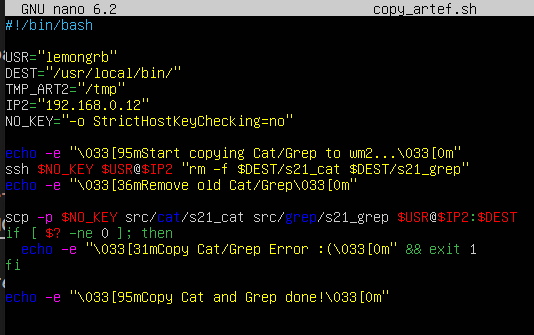 GNU nano 6.2 copy_artef.sh
#!/bin/bash
USR="lemongrb"
DEST="/usr/local/bin/"
TMP_ART2="/tmp"
IP2="192.168.0.12"
NO_KEY="-o StrictHostKeyChecking=no"
echo -e "\033[95mStart copying Cat/Grep to wm2...\033[0m"
ssh $NO_KEY $USR@$IP2 "rm -f $DEST/s21_cat $DEST/s21_grep"
echo -e "\033[36mRemove old Cat/Grep\033[0m"
scp -p $NO_KEY src/cat/s21_cat src/grep/s21_grep $USR@$IP2:$DEST
if [ $? -ne 0 ]; then
  echo -e "\033[31mCopy Cat/Grep Error :(\033[0m" && exit 1
fi
echo -e "\033[95mCopy Cat and Grep done!\033[0m"